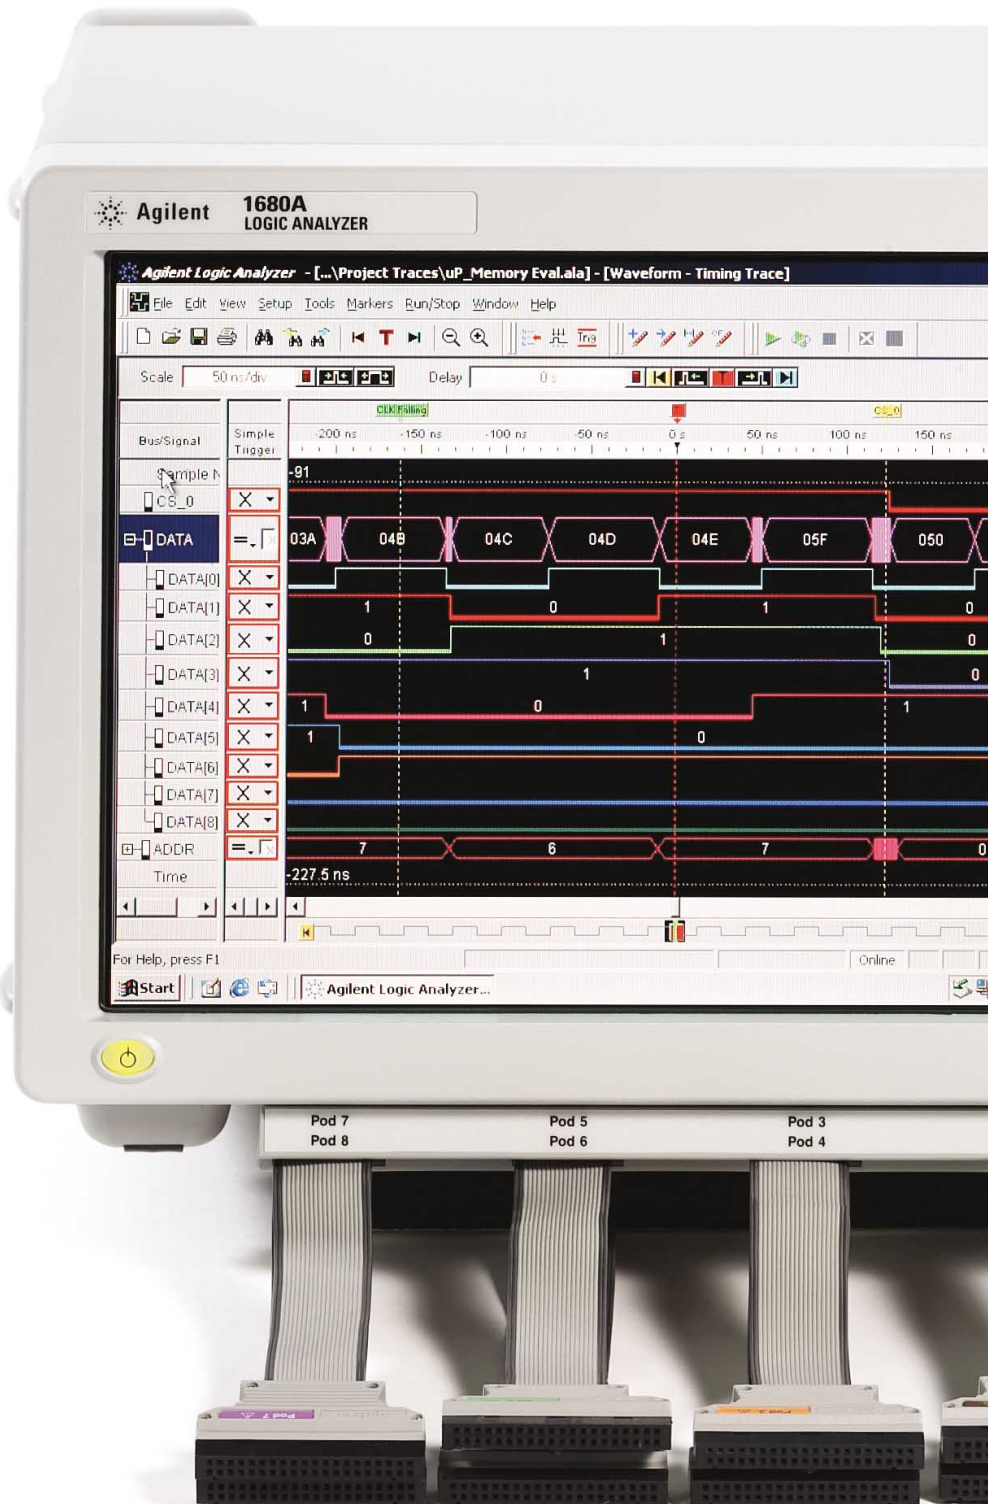 Agilent 1680A
LOGIC ANALYZER
Agilent Logic Analyzer - [...\Project Traces\uP_Memory Eval.ala] - [Waveform - Timing Trace]
File Edit View Setup Tools Markers Run/Stop Window Help
T Trig
Scale 50 ns/div Delay 0 s T
CLK Falling T CS_0
Bus/Signal Simple Trigger -200 ns -150 ns -100 ns -50 ns 0 s 50 ns 100 ns 150 ns
Sample N -91
CS_0 X
DATA = 03A 04B 04C 04D 04E 05F 050
DATA[0] X
DATA[1] X 1 0 1 0
DATA[2] X 0 1 0
DATA[3] X 1 0
DATA[4] X 1 0 1
DATA[5] X 1 0
DATA[6] X
DATA[7] X
DATA[8] X
ADDR = X 7 6 7 0
Time -227.5 ns
For Help, press F1 Online
Start Agilent Logic Analyzer...
Pod 7 Pod 5 Pod 3
Pod 8 Pod 6 Pod 4
Pod 7 Agilent